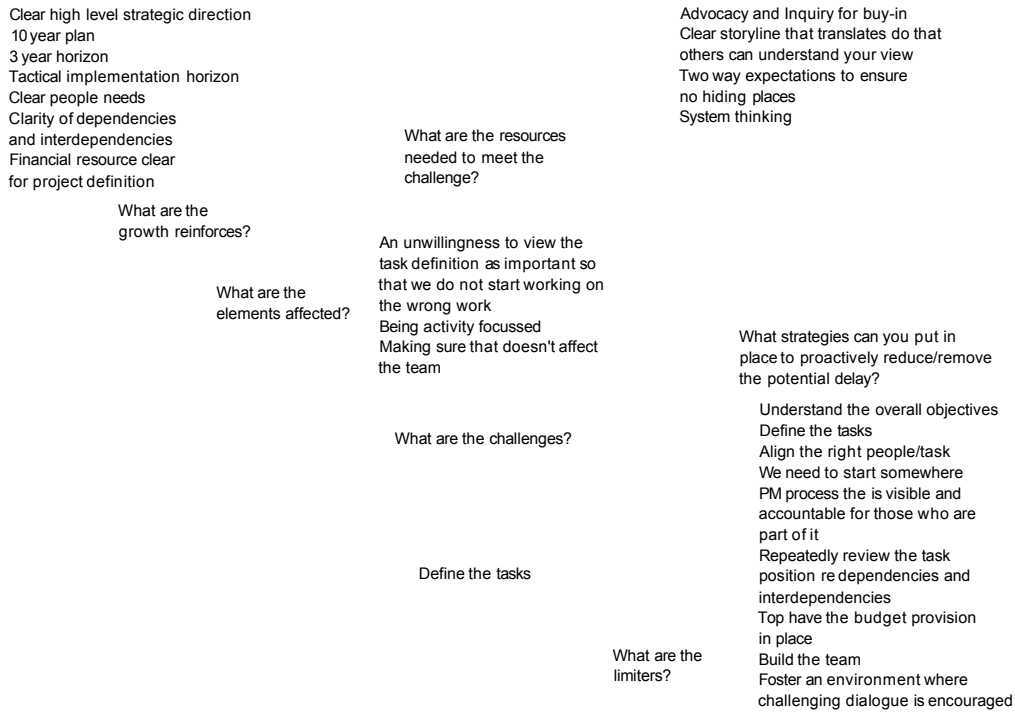 Clear high level strategic direction
10 year plan
3 year horizon
Tactical implementation horizon
Clear people needs
Clarity of dependencies
and interdependencies
Financial resource clear
for project definition
Advocacy and Inquiry for buy-in
Clear storyline that translates do that
others can understand your view
Two way expectations to ensure
no hiding places
System thinking
What are the resources
needed to meet the
challenge?
What are the
growth reinforces?
What are the
elements affected?
An unwillingness to view the
task definition as important so
that we do not start working on
the wrong work
Being activity focussed
Making sure that doesn't affect
the team
What strategies can you put in
place to proactively reduce/remove
the potential delay?
Understand the overall objectives
Define the tasks
Align the right people/task
We need to start somewhere
PM process the is visible and
accountable for those who are
part of it
Repeatedly review the task
position re dependencies and
interdependencies
Top have the budget provision
in place
Build the team
Foster an environment where
challenging dialogue is encouraged
What are the challenges?
Define the tasks
What are the
limiters?